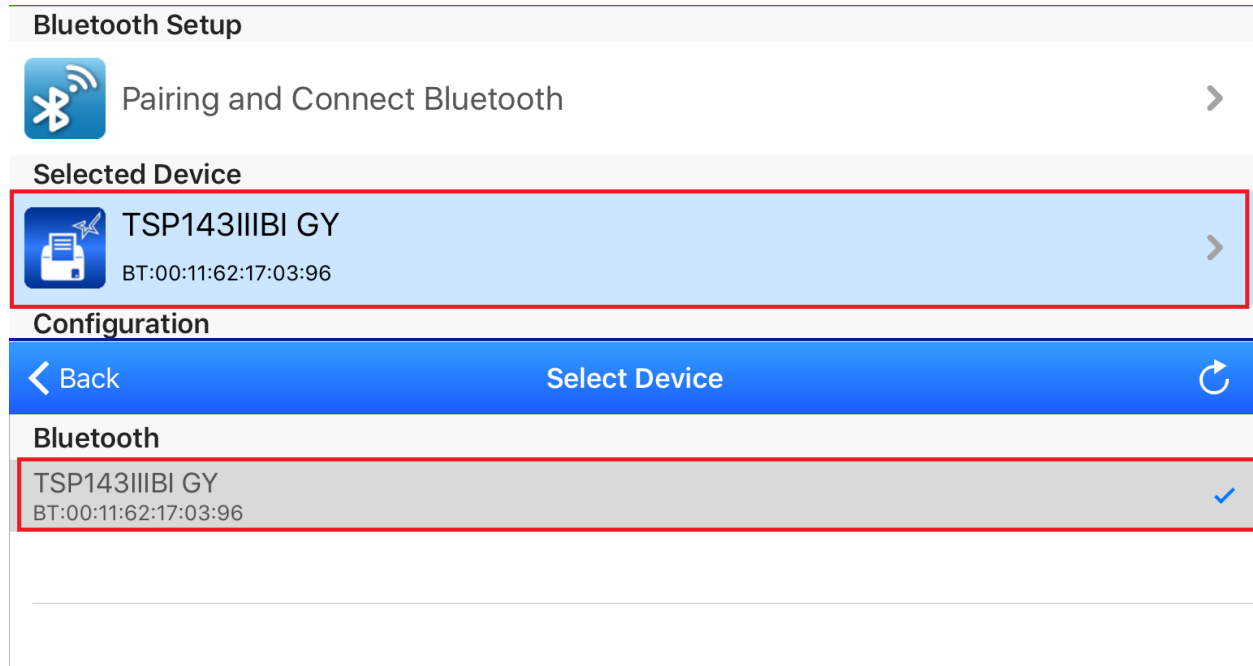 Bluetooth Setup
Pairing and Connect Bluetooth
Selected Device
TSP143IIIBI GY
BT:00:11:62:17:03:96
Configuration
Back
Select Device
Bluetooth
TSP143IIIBI GY
BT:00:11:62:17:03:96